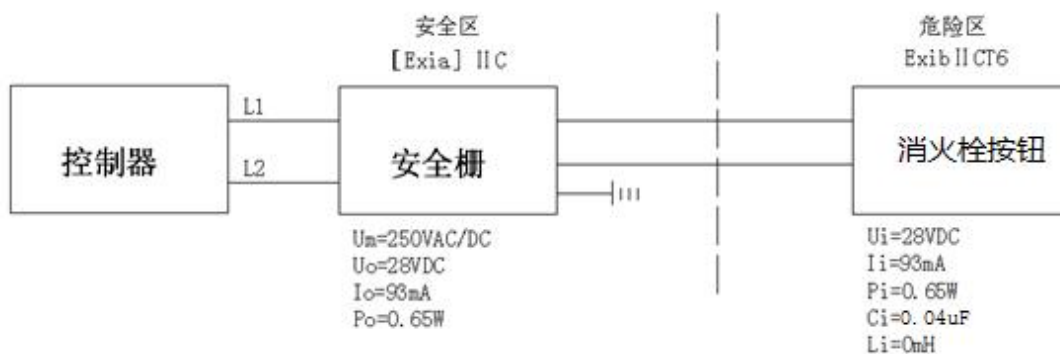 安全区
[Exia] ⅡC
危险区
ExibⅡCT6
控制器
L1
L2
安全栅
消火栓按钮
Um=250VAC/DC
Uo=28VDC
Io=93mA
Po=0.65W
Ui=28VDC
Ii=93mA
Pi=0.65W
Ci=0.04uF
Li=0mH